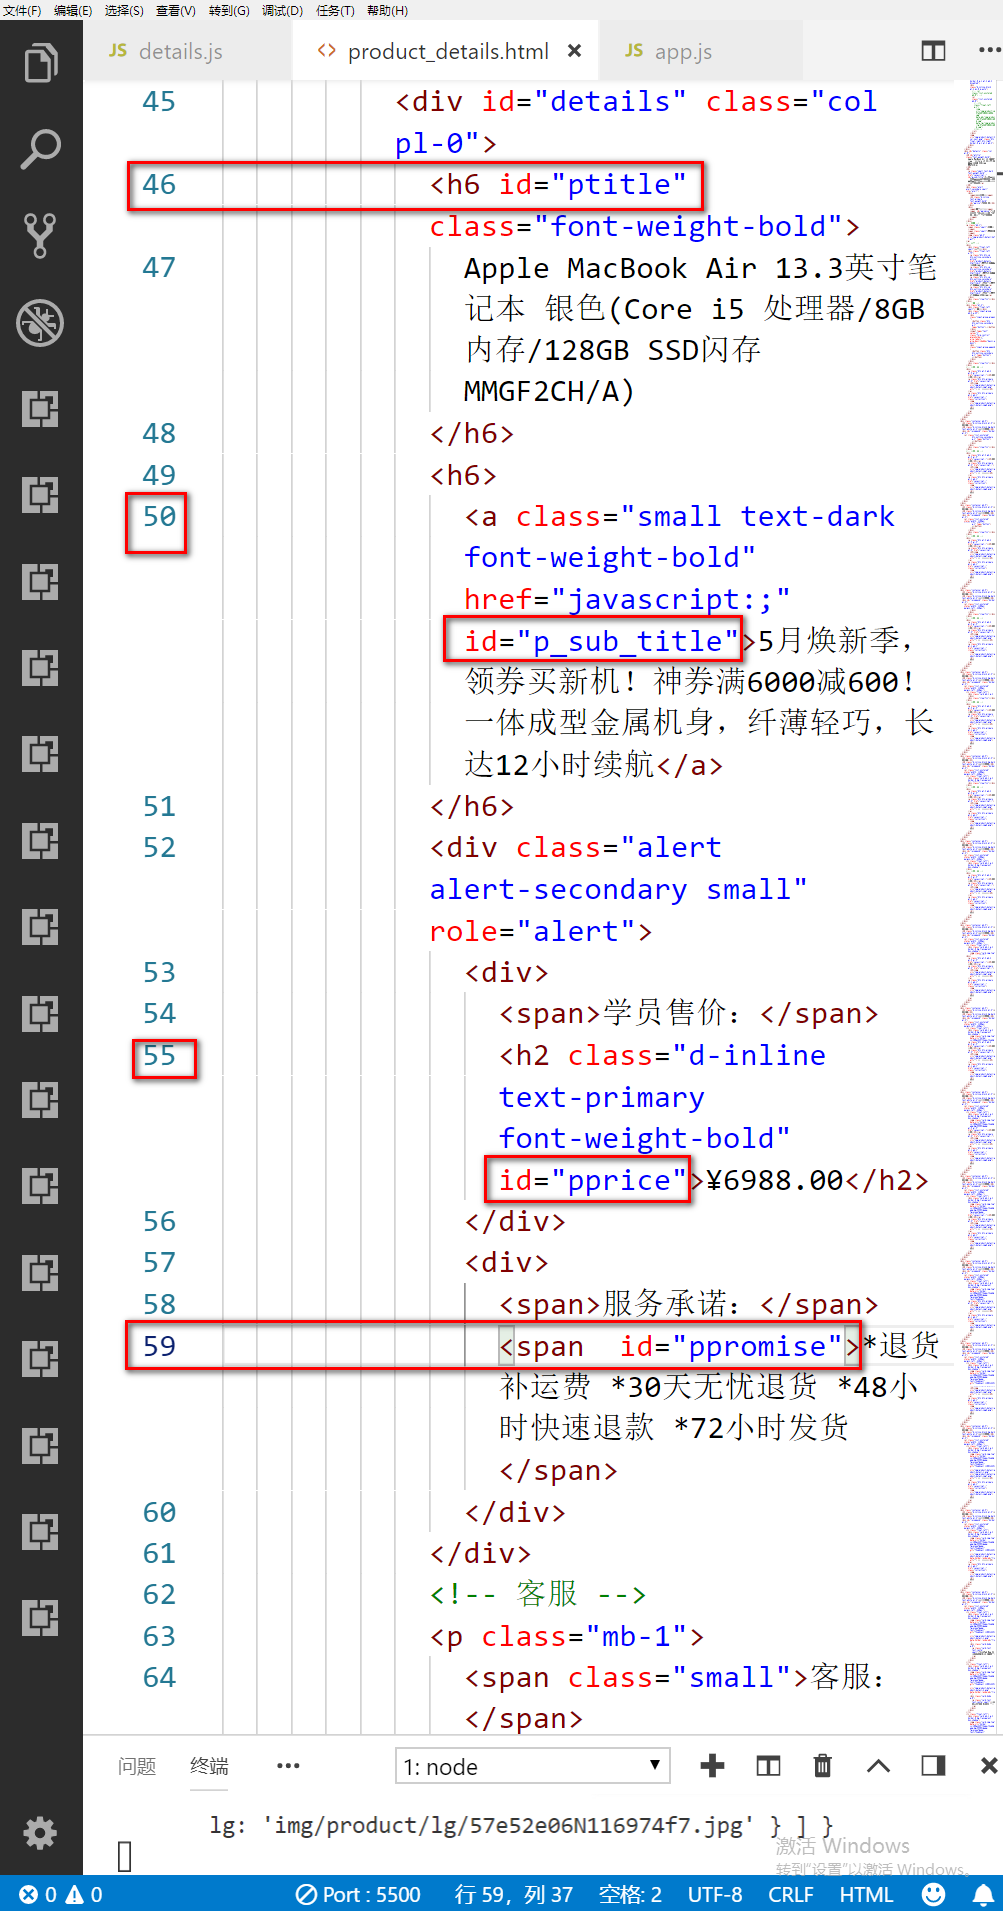 文件(F) 编辑(E) 选择(S) 查看(V) 转到(G) 调试(D) 任务(T) 帮助(H)
JS details.js <> product_details.html × JS app.js
45 <div id="details" class="col
pl-0">
46 <h6 id="ptitle"
class="font-weight-bold">
47 Apple MacBook Air 13.3英寸笔
记本 银色(Core i5 处理器/8GB
内存/128GB SSD闪存
MMGF2CH/A)
48 </h6>
49 <h6>
50 <a class="small text-dark
font-weight-bold"
href="javascript:;"
id="p_sub_title">5月焕新季，
领券买新机！神券满6000减600！
一体成型金属机身，纤薄轻巧，长
达12小时续航</a>
51 </h6>
52 <div class="alert
alert-secondary small"
role="alert">
53 <div>
54 <span>学员售价：</span>
55 <h2 class="d-inline
text-primary
font-weight-bold"
id="pprice">¥6988.00</h2>
56 </div>
57 <div>
58 <span>服务承诺：</span>
59 <span  id="ppromise">*退货
补运费 *30天无忧退货 *48小
时快速退款 *72小时发货
</span>
60 </div>
61 </div>
62 <!-- 客服 -->
63 <p class="mb-1">
64 <span class="small">客服：
</span>
问题 终端 ••• 1: node
lg: 'img/product/lg/57e52e06N116974f7.jpg' } ] }
激活 Windows
转到"设置"以激活 Windows。
0 0 Port : 5500 行 59，列 37 空格: 2 UTF-8 CRLF HTML